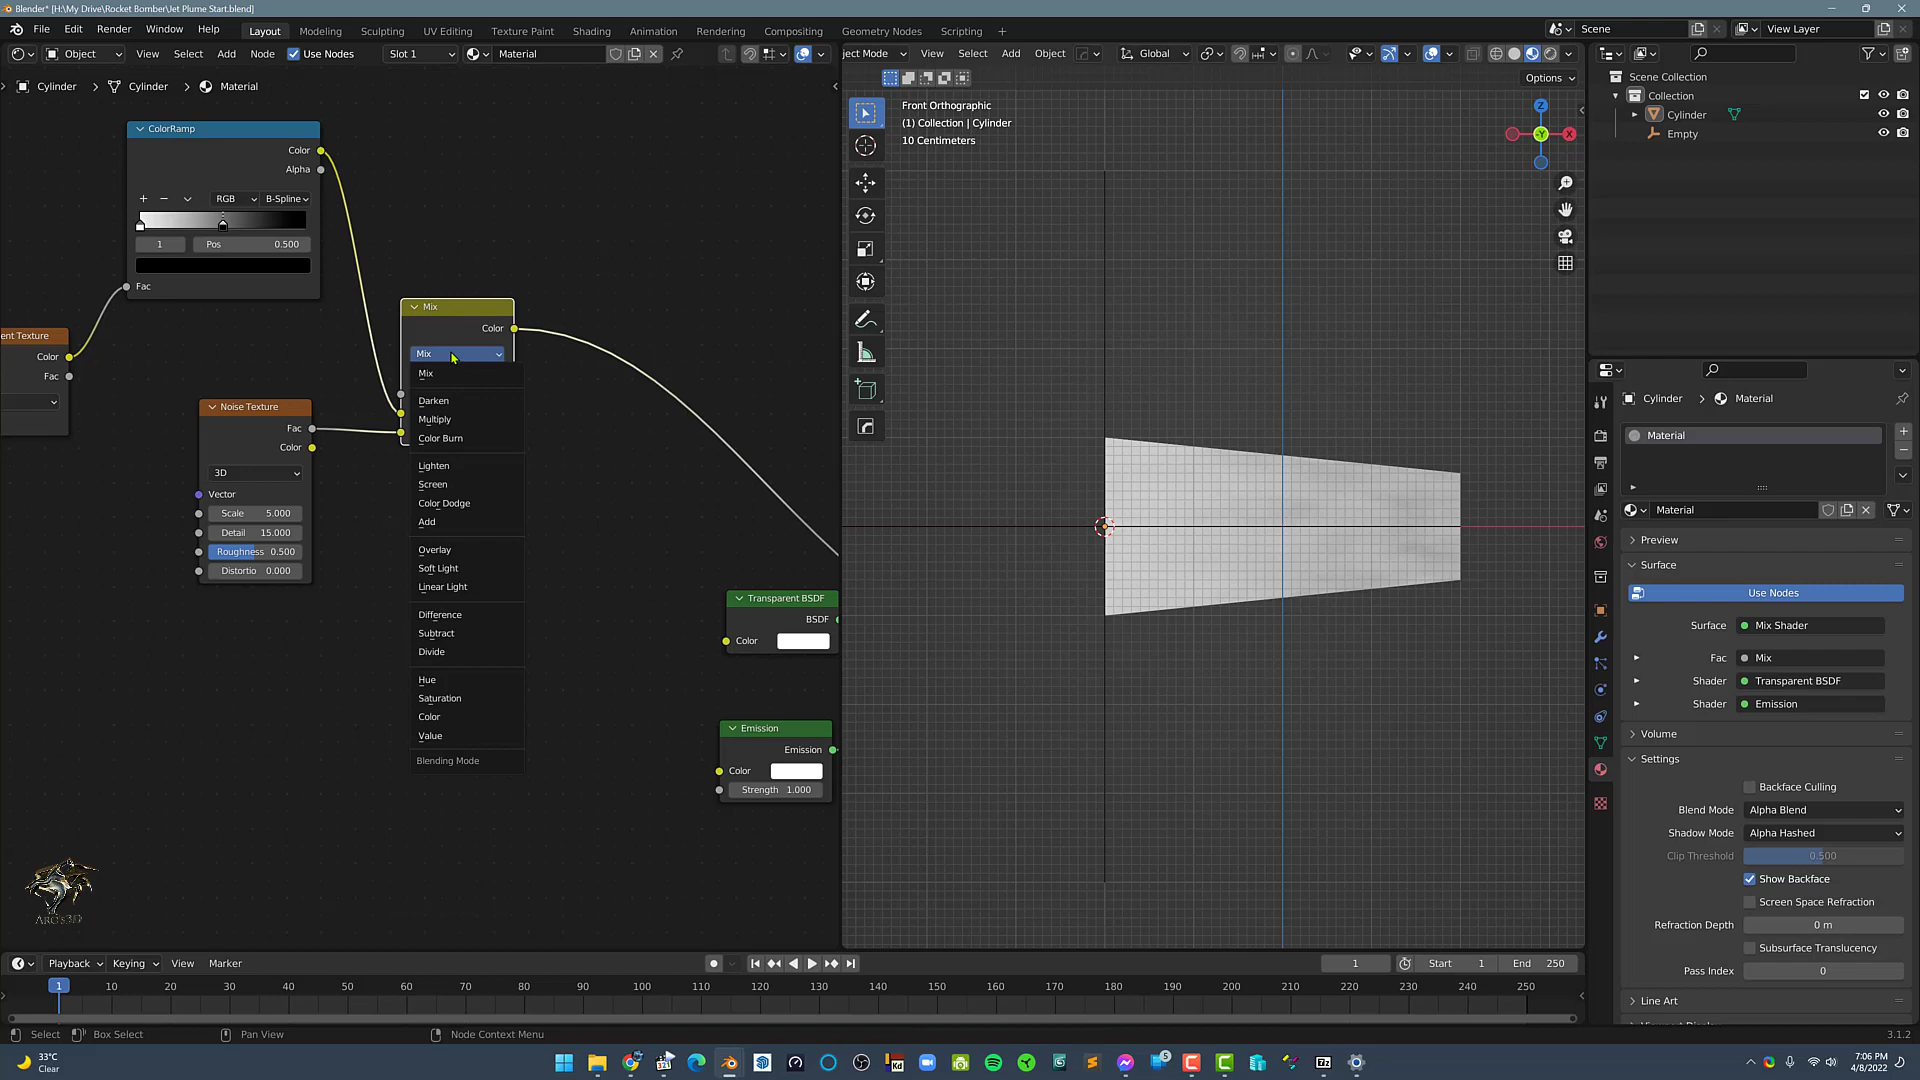 Blender* [H:\My Drive\Rocket Bomber\Jet Plume Start.blend]
File Edit Render Window Help
Layout Modeling Sculpting UV Editing Texture Paint Shading Animation Rendering Compositing Geometry Nodes Scripting
Scene
View Layer
Object View Select Add Node Use Nodes
Slot 1
Material
ject Mode View Select Add Object
Global
Options
Cylinder > Cylinder > Material
ColorRamp
Color
Alpha
RGB
B-Spline
1
Pos 0.500
Fac
ent Texture
Color
Fac
Noise Texture
Fac
Color
3D
Vector
Scale 5.000
Detail 15.000
Roughness 0.500
Distortio 0.000
Mix
Color
Mix
Mix
Darken
Multiply
Color Burn
Lighten
Screen
Color Dodge
Add
Overlay
Soft Light
Linear Light
Difference
Subtract
Divide
Hue
Saturation
Color
Value
Blending Mode
Transparent BSDF
BSDF
Color
Emission
Emission
Color
Strength 1.000
ARG'S3D
Front Orthographic
(1) Collection | Cylinder
10 Centimeters
Z
X
-Y
Scene Collection
Collection
Cylinder
Empty
Cylinder > Material
Material
Material
Preview
Surface
Use Nodes
Surface Mix Shader
Fac Mix
Shader Transparent BSDF
Shader Emission
Volume
Settings
Backface Culling
Blend Mode Alpha Blend
Shadow Mode Alpha Hashed
Clip Threshold 0.500
Show Backface
Screen Space Refraction
Refraction Depth 0 m
Subsurface Translucency
Pass Index 0
Line Art
Playback Keying View Marker
1
Start 1
End 250
1 10 20 30 40 50 60 70 80 90 100 110 120 130 140 150 160 170 180 190 200 210 220 230 240 250
Select Box Select Pan View Node Context Menu
3.1.2
33°C
Clear
Kd
5
7z
7:06 PM
4/8/2022